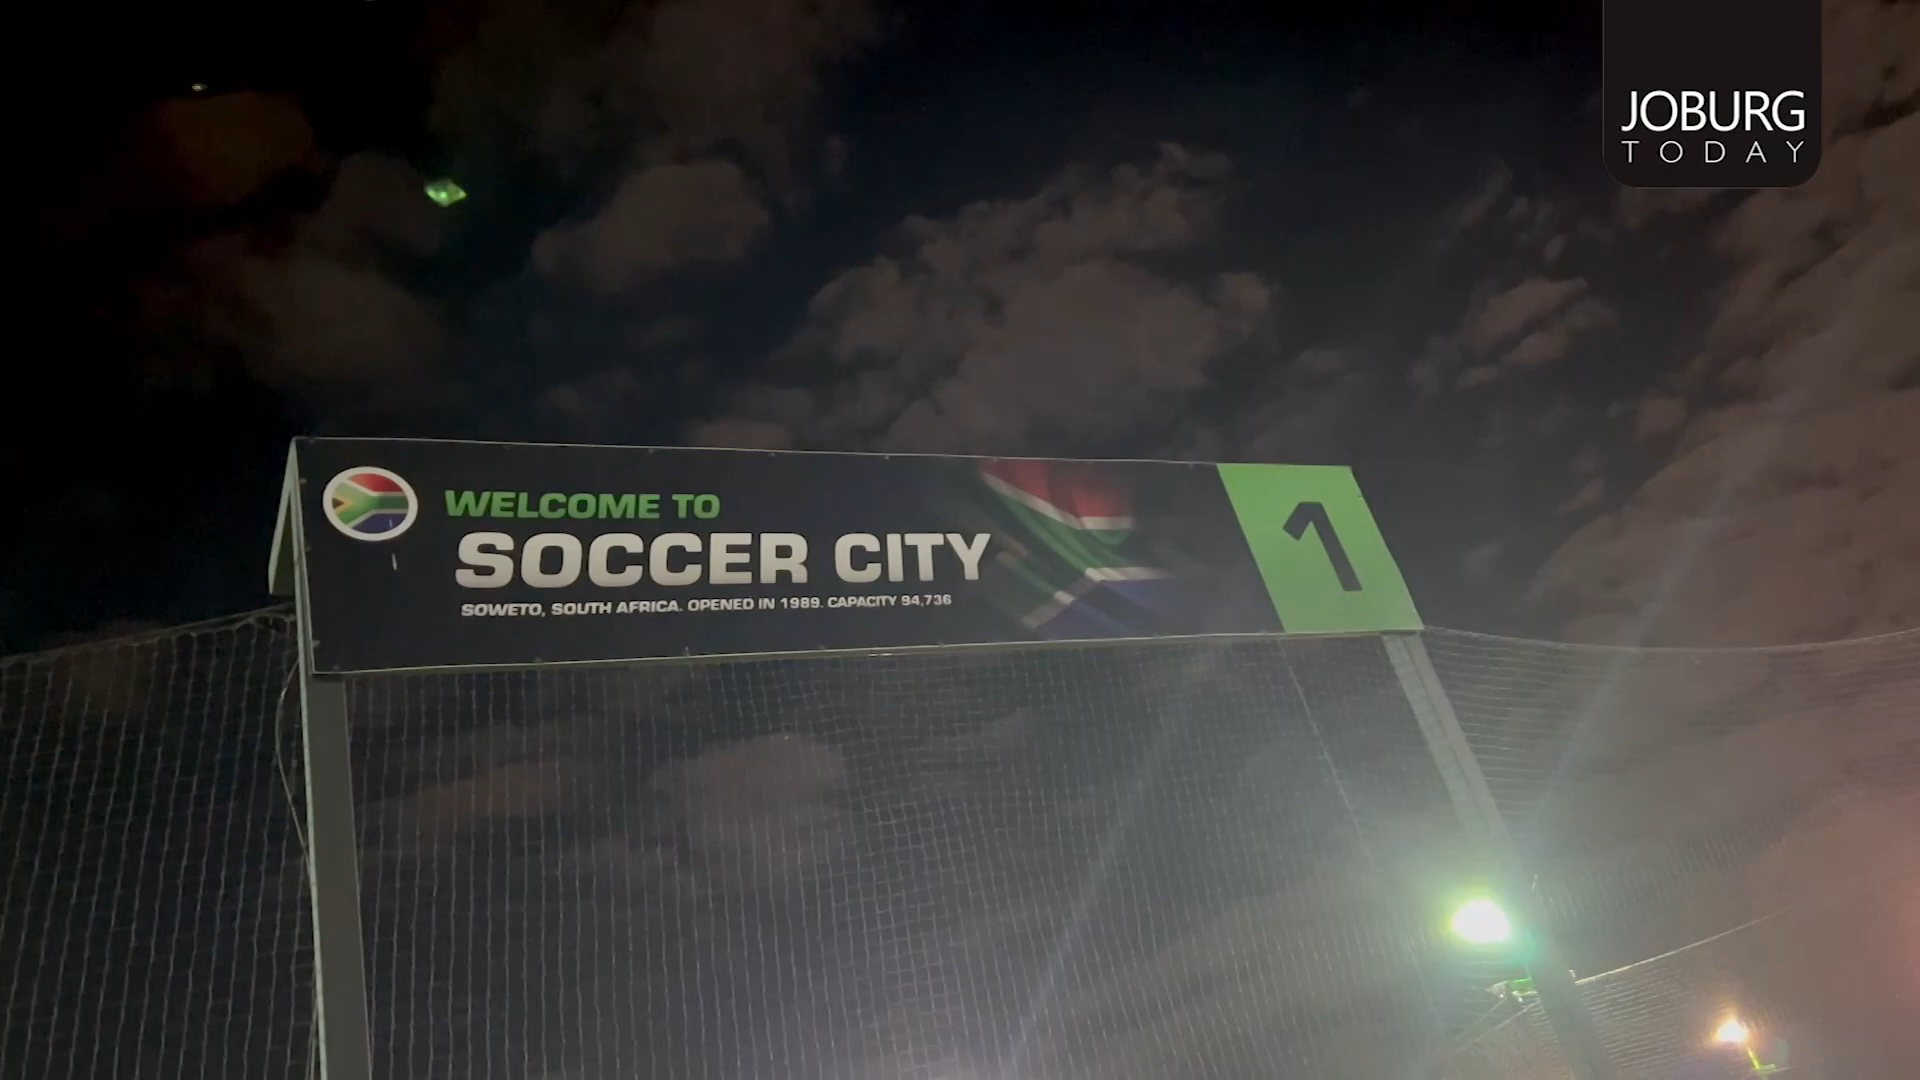 JOBURG
TODAY
WELCOME TO
SOCCER CITY
SOWETO, SOUTH AFRICA. OPENED IN 1989. CAPACITY 94,736
1